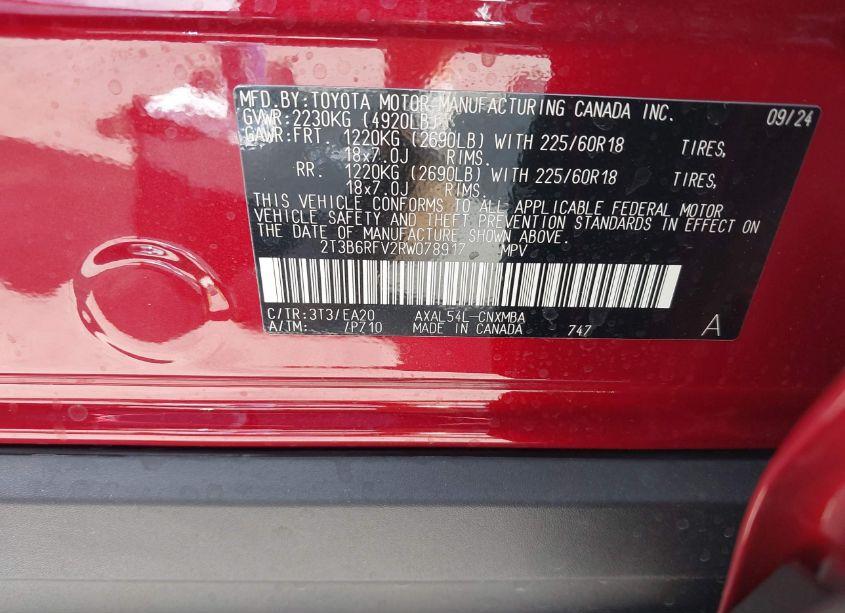 MFD.BY:TOYOTA MOTOR MANUFACTURING CANADA INC. 09/24
GVWR:2230KG (4920LB)
GAWR:FRT. 1220KG (2690LB) WITH 225/60R18 TIRES,
18x7.0J RIMS.
RR. 1220KG (2690LB) WITH 225/60R18 TIRES,
18x7.0J RIMS.
THIS VEHICLE CONFORMS TO ALL APPLICABLE FEDERAL MOTOR
VEHICLE SAFETY AND THEFT PREVENTION STANDARDS IN EFFECT ON
THE DATE OF MANUFACTURE SHOWN ABOVE.
2T3B6RFV2RW078917 MPV
C/TR:3T3/EA20 AXAL54L-CNXMBA
A/TM: /PZ10 MADE IN CANADA 747 A